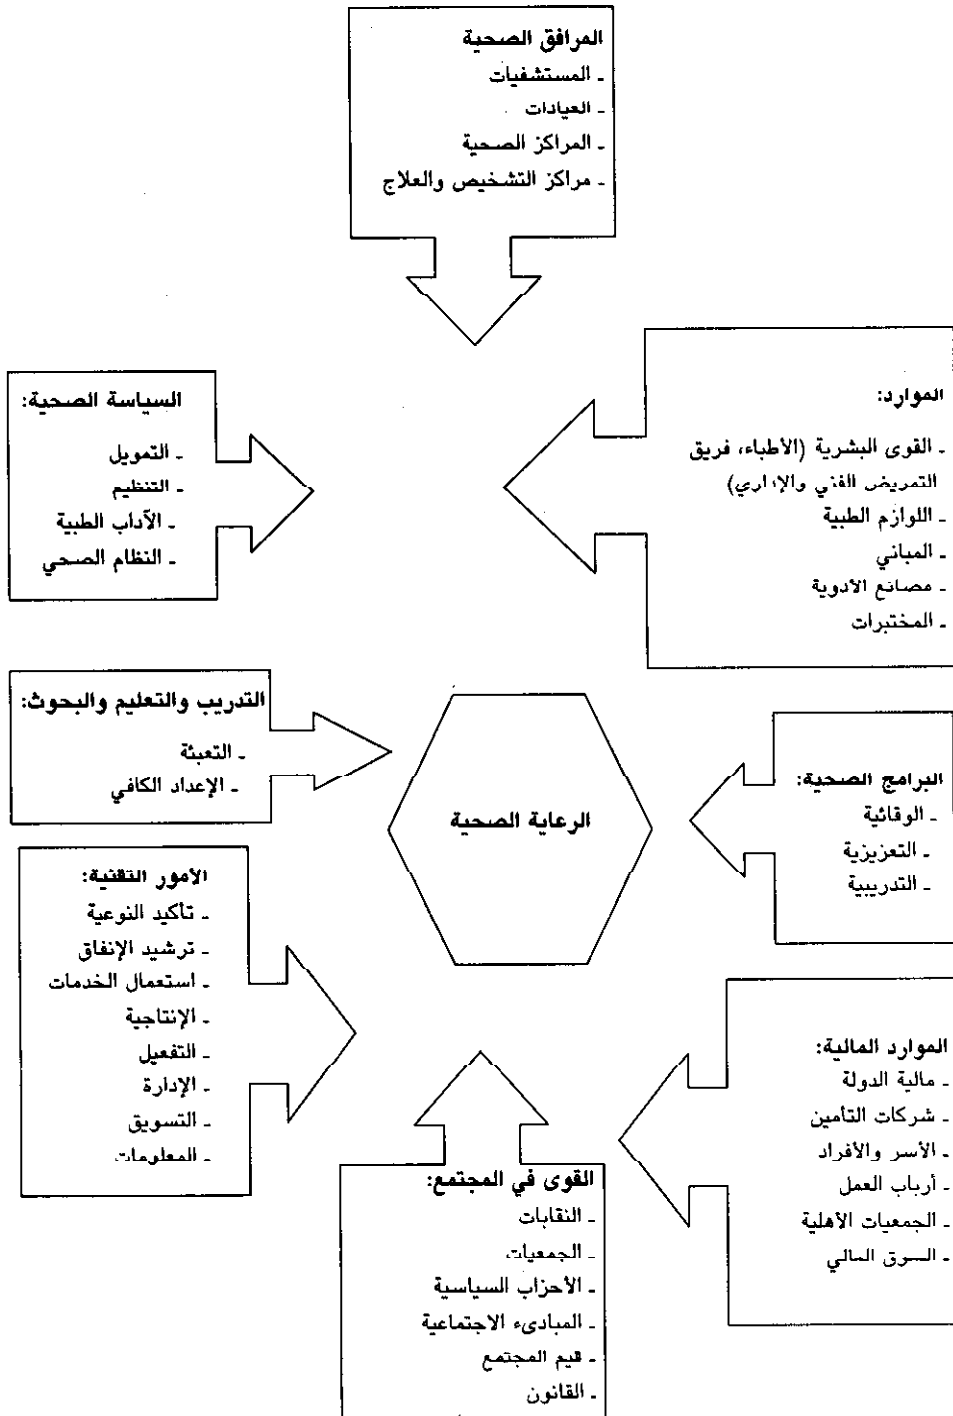 المرافق الصحية
ـ المستشفيات
ـ العيادات
ـ المراكز الصحية
ـ مراكز التشخيص والعلاج
الموارد:
ـ القوى البشرية (الأطباء، فريق
التمريض الفني والإداري)
ـ اللوازم الطبية
ـ المباني
ـ مصانع الأدوية
ـ المختبرات
السياسة الصحية:
ـ التمويل
ـ التنظيم
ـ الآداب الطبية
ـ النظام الصحي
التدريب والتعليم والبحوث:
ـ التعبئة
ـ الإعداد الكافي
الرعاية الصحية
البرامج الصحية:
ـ الوقائية
ـ التعزيزية
ـ التدريبية
الأمور التقنية:
ـ تأكيد النوعية
ـ ترشيد الإنفاق
ـ استعمال الخدمات
ـ الإنتاجية
ـ التفعيل
ـ الإدارة
ـ التسويق
ـ المعلومات
الموارد المالية:
ـ مالية الدولة
ـ شركات التأمين
ـ الأسر والأفراد
ـ أرباب العمل
ـ الجمعيات الأهلية
ـ السوق المالي
القوى في المجتمع:
ـ النقابات
ـ الجمعيات
ـ الأحزاب السياسية
ـ المبادىء الاجتماعية
ـ قيم المجتمع
ـ القانون